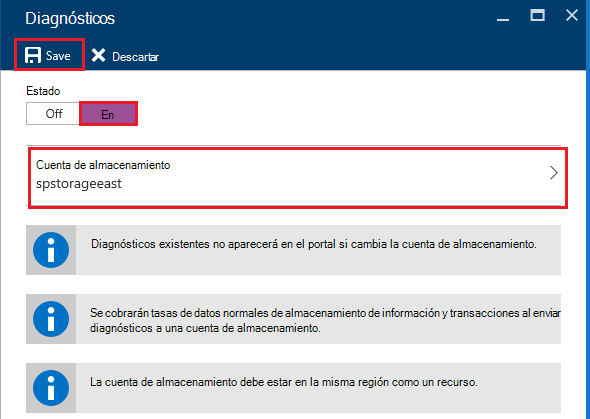 Diagnósticos
Save Descartar
Estado
Off En
Cuenta de almacenamiento
spstorageeast
Diagnósticos existentes no aparecerá en el portal si cambia la cuenta de almacenamiento.
Se cobrarán tasas de datos normales de almacenamiento de información y transacciones al enviar
diagnósticos a una cuenta de almacenamiento.
La cuenta de almacenamiento debe estar en la misma región como un recurso.